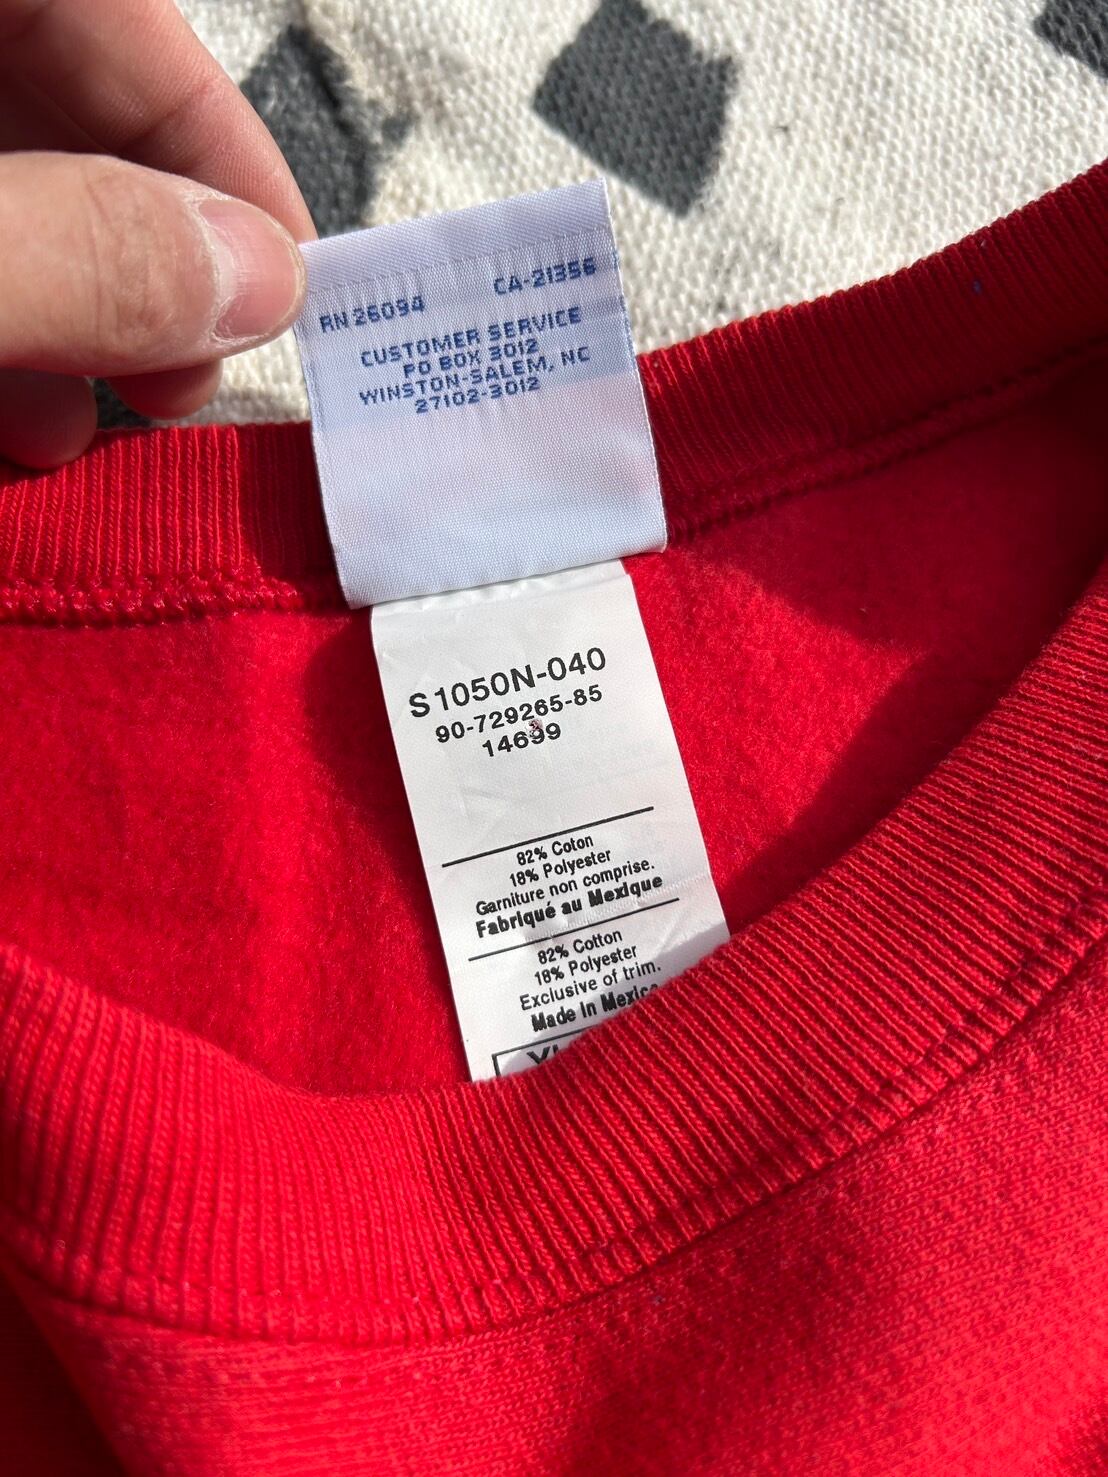 RN 26094 CA-21356
CUSTOMER SERVICE
PO BOX 3012
WINSTON-SALEM, NC
27102-3012
S1050N-040
90-729265-85
14699
82% Coton
18% Polyester
Garniture non comprise.
Fabriqué au Mexique
82% Cotton
18% Polyester
Exclusive of trim.
Made in Mexico